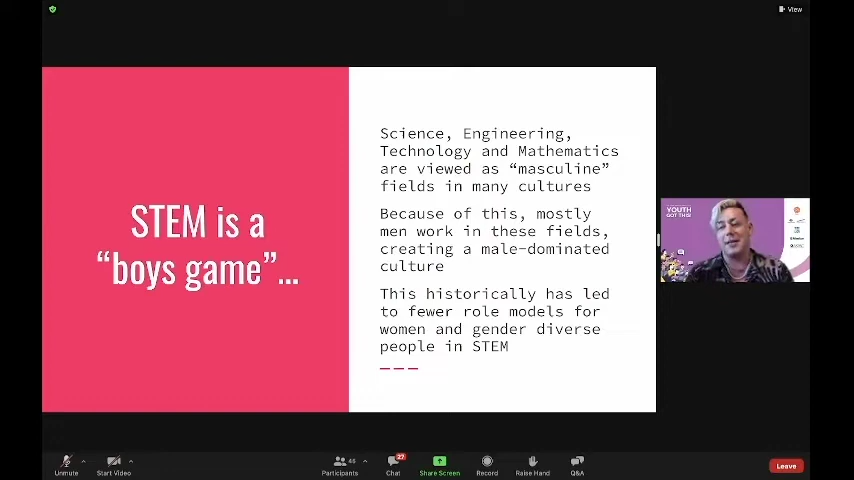 View
STEM is a
“boys game”...
Science, Engineering,
Technology and Mathematics
are viewed as “masculine”
fields in many cultures
Because of this, mostly
men work in these fields,
creating a male-dominated
culture
This historically has led
to fewer role models for
women and gender diverse
people in STEM
YOUTH
GOT THIS
Unmute
Start Video
46
Participants
27
Chat
Share Screen
Record
Raise Hand
Q&A
Leave